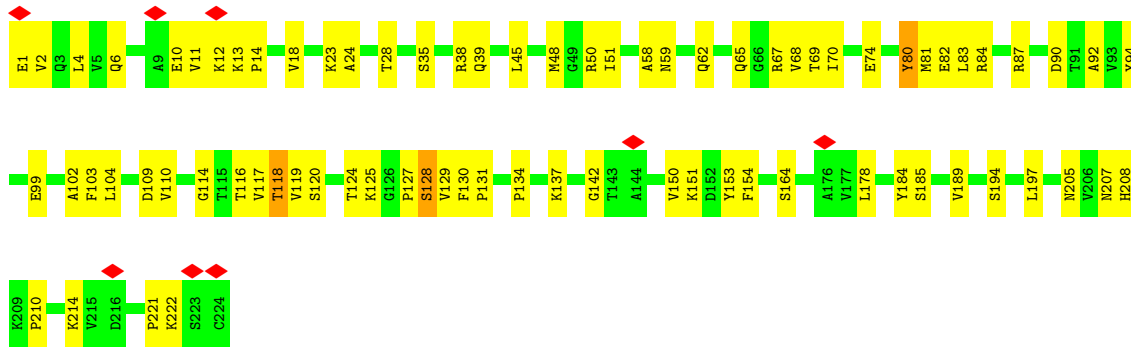 E1 V2 Q3 L4 V5 Q6 A9 E10 V11 K12 K13 P14 V18 K23 A24 T28 S35 R38 Q39 L45 M48 G49 R50 I51 A58 N59 Q62 Q65 G66 R67 V68 T69 I70 E74 Y80 M81 E82 L83 R84 R87 D90 T91 A92 V93
E99 A102 F103 L104 D109 V110 G114 T115 T116 V117 T118 V119 S120 T124 K125 G126 P127 S128 V129 F130 P131 P134 K137 G142 T143 A144 V150 K151 D152 Y153 F154 S164 A176 V177 L178 Y184 S185 V189 S194 L197 N205 V206 N207 H208
K209 P210 K214 V215 D216 P221 K222 S223 C224